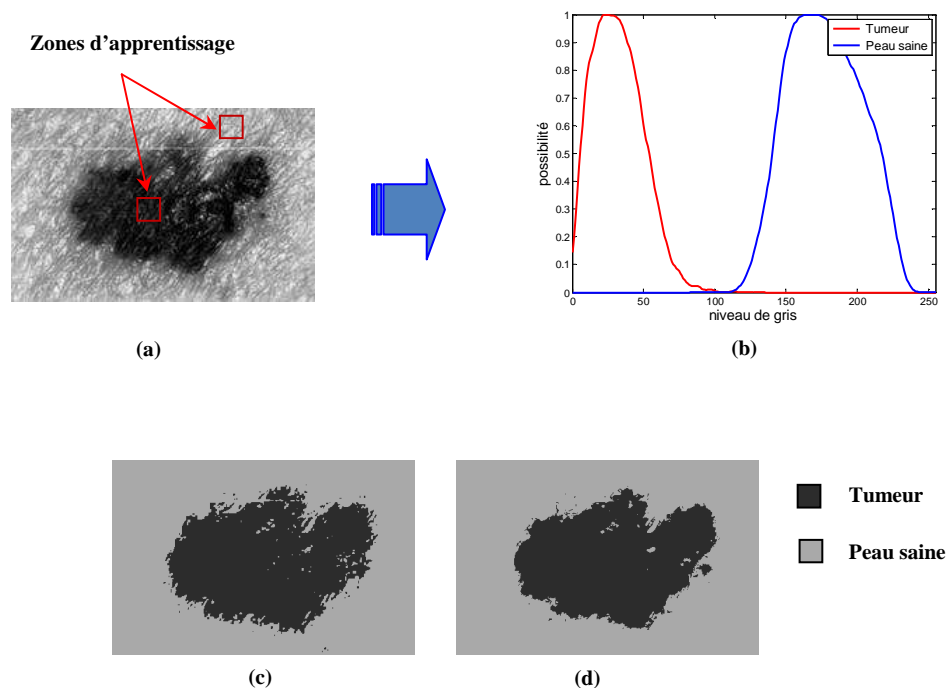 Zones d'apprentissage
(a)
1
0.9
0.8
0.7
0.6
0.5
0.4
0.3
0.2
0.1
0
0
50
100
150
200
250
possibilité
niveau de gris
Tumeur
Peau saine
(b)
Tumeur
Peau saine
(c)
(d)